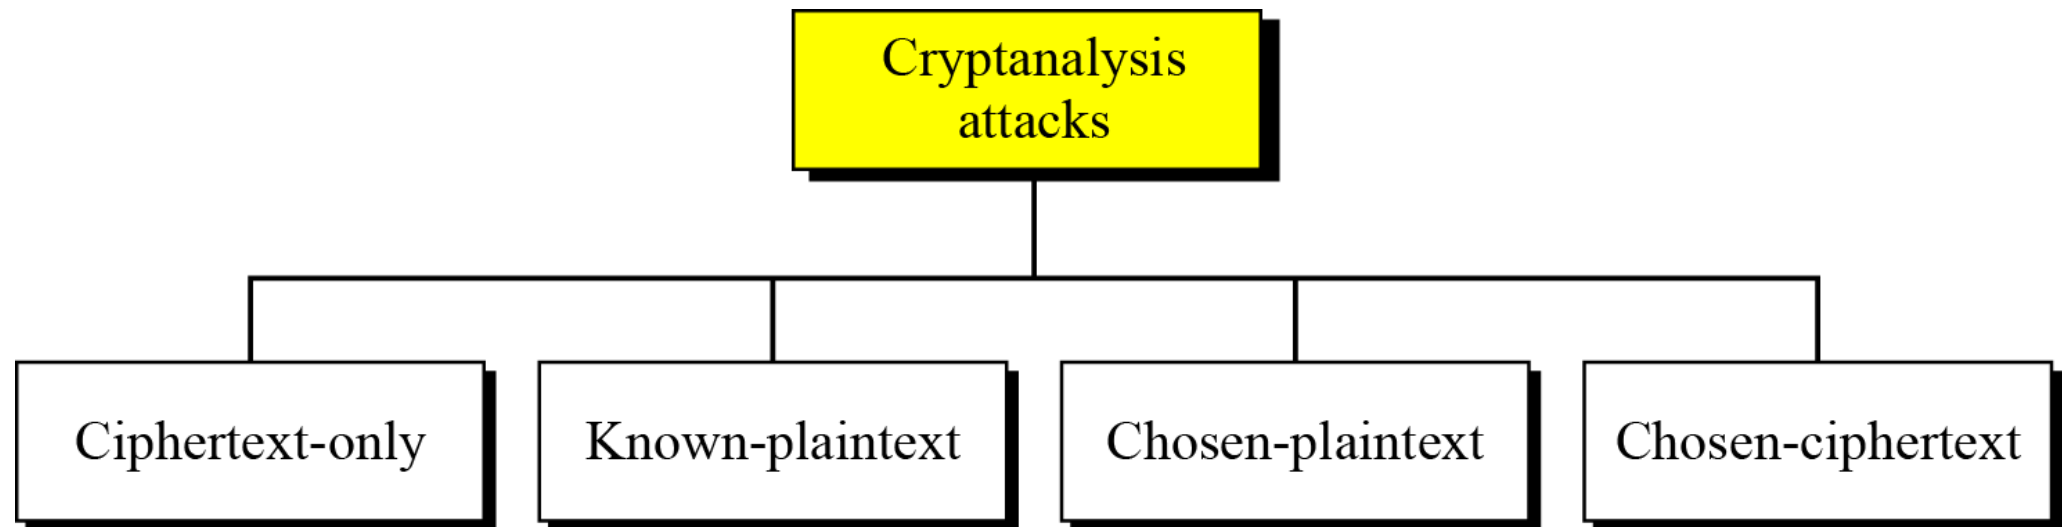 Cryptanalysis
attacks
Ciphertext-only
Known-plaintext
Chosen-plaintext
Chosen-ciphertext